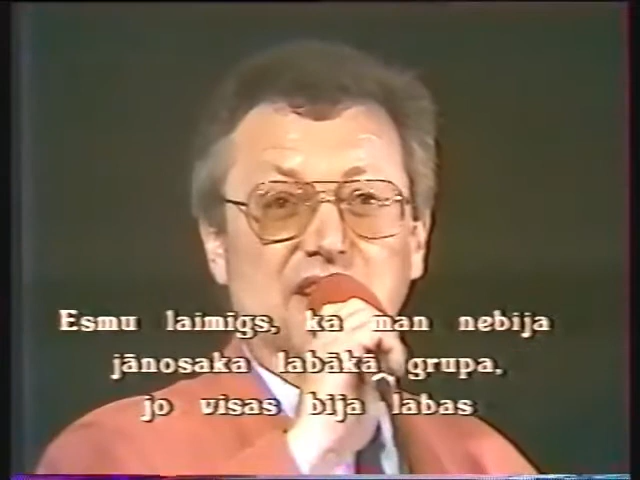 Esmu laimīgs, ka man nebija
jānosaka labākā grupa,
jo visas bija labas